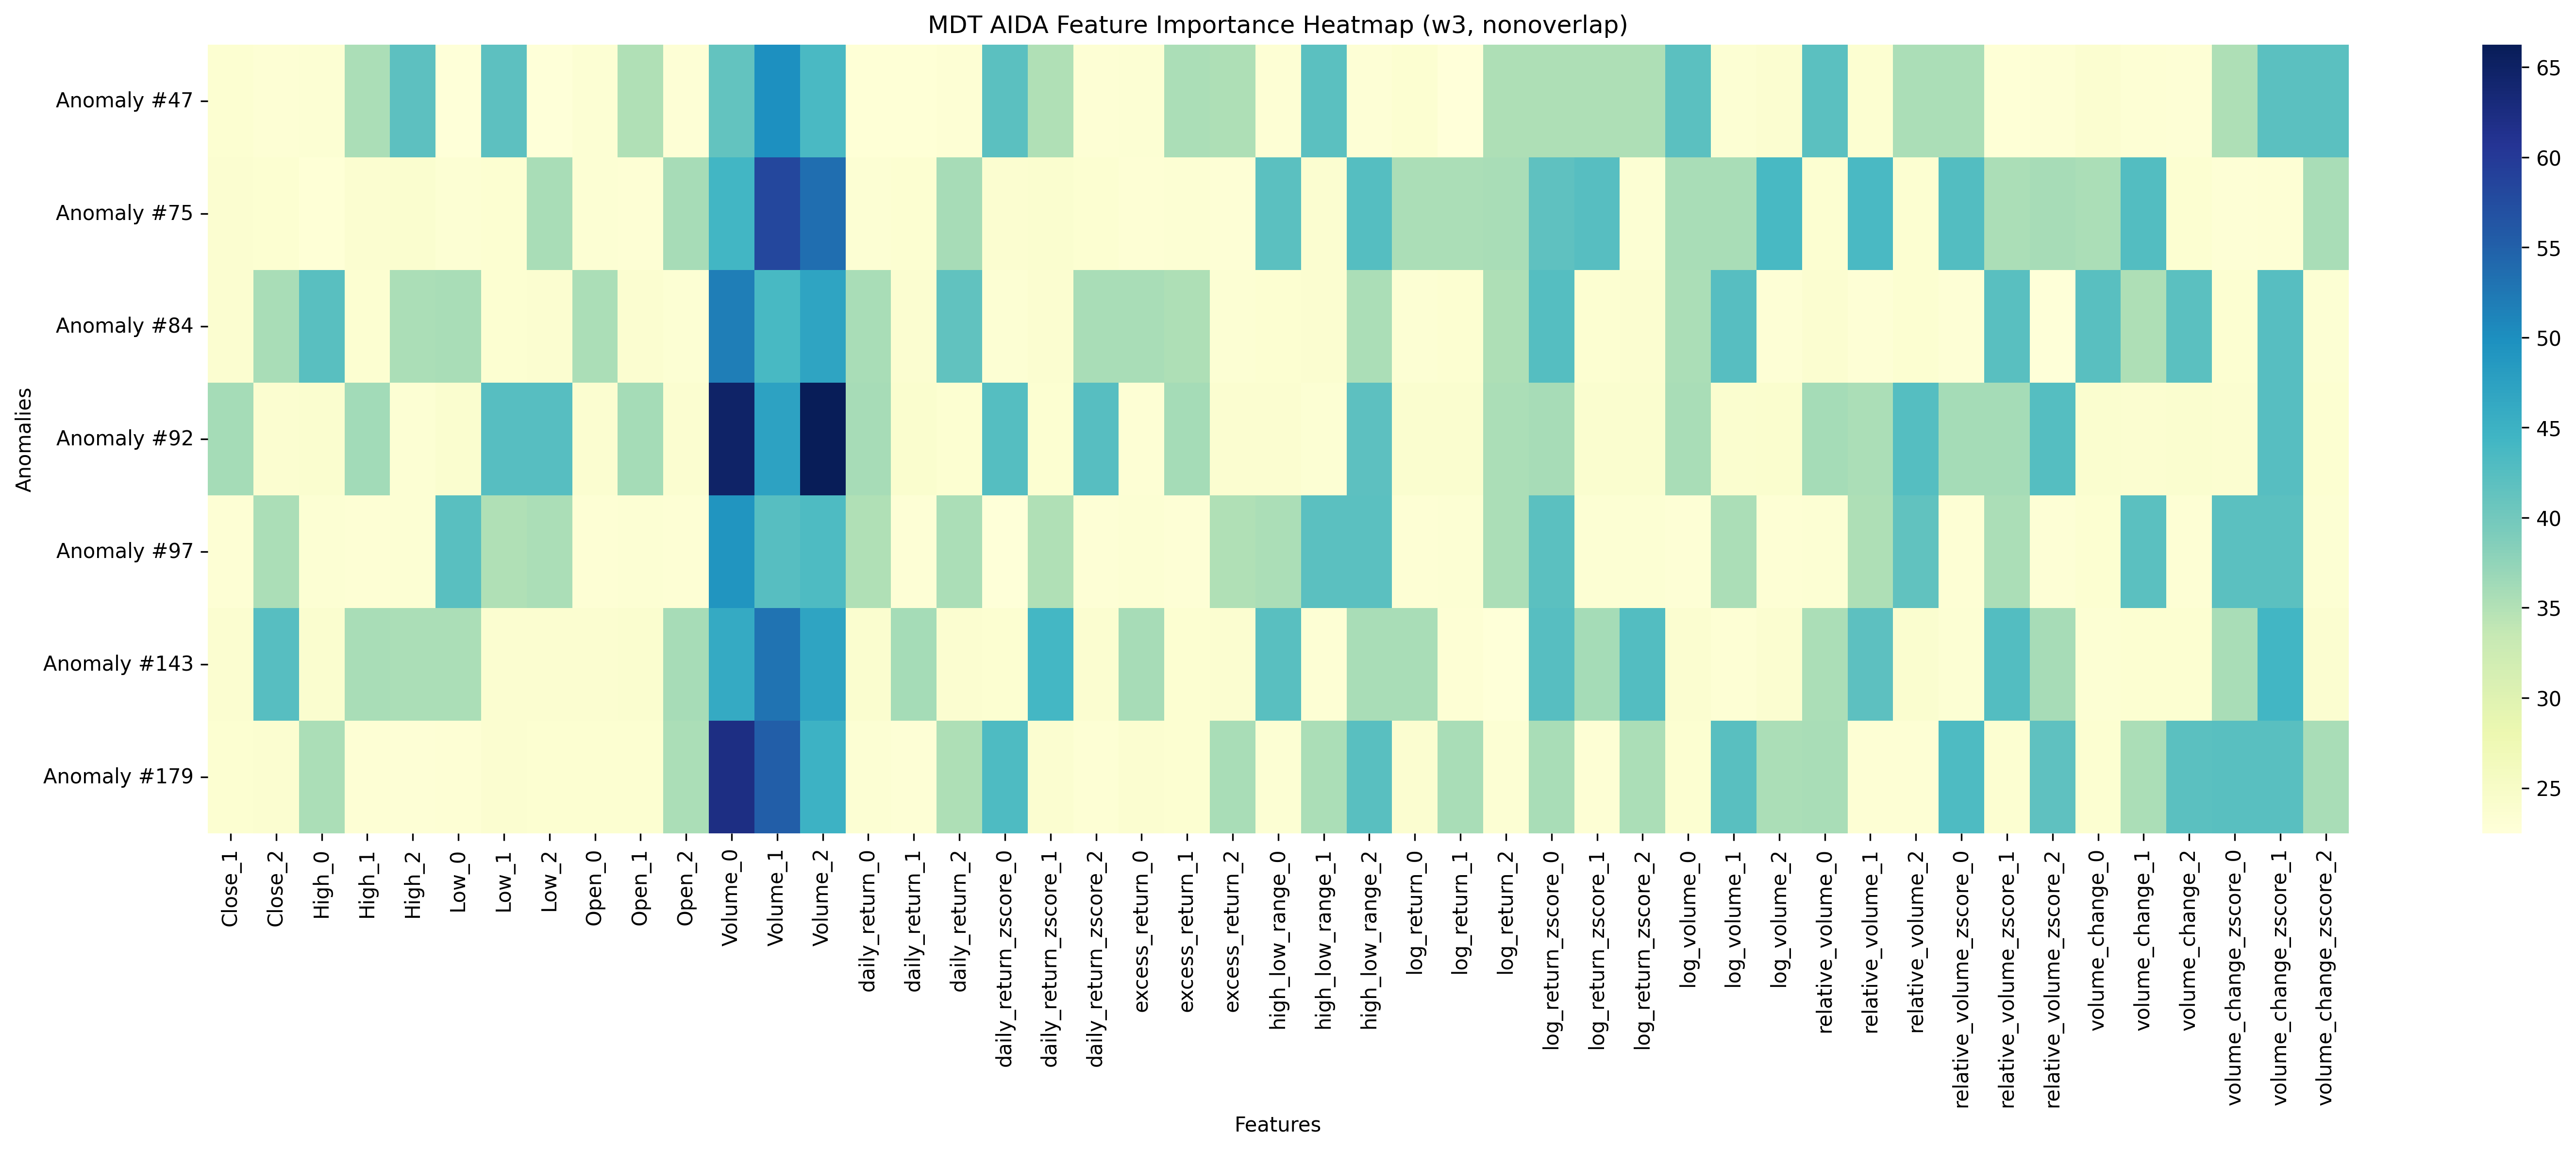 MDT AIDA Feature Importance Heatmap (w3, nonoverlap)
Anomalies
Anomaly #47
Anomaly #75
Anomaly #84
Anomaly #92
Anomaly #97
Anomaly #143
Anomaly #179
Close_1
Close_2
High_0
High_1
High_2
Low_0
Low_1
Low_2
Open_0
Open_1
Open_2
Volume_0
Volume_1
Volume_2
daily_return_0
daily_return_1
daily_return_2
daily_return_zscore_0
daily_return_zscore_1
daily_return_zscore_2
excess_return_0
excess_return_1
excess_return_2
high_low_range_0
high_low_range_1
high_low_range_2
log_return_0
log_return_1
log_return_2
log_return_zscore_0
log_return_zscore_1
log_return_zscore_2
log_volume_0
log_volume_1
log_volume_2
relative_volume_0
relative_volume_1
relative_volume_2
relative_volume_zscore_0
relative_volume_zscore_1
relative_volume_zscore_2
volume_change_0
volume_change_1
volume_change_2
volume_change_zscore_0
volume_change_zscore_1
volume_change_zscore_2
Features
65
60
55
50
45
40
35
30
25